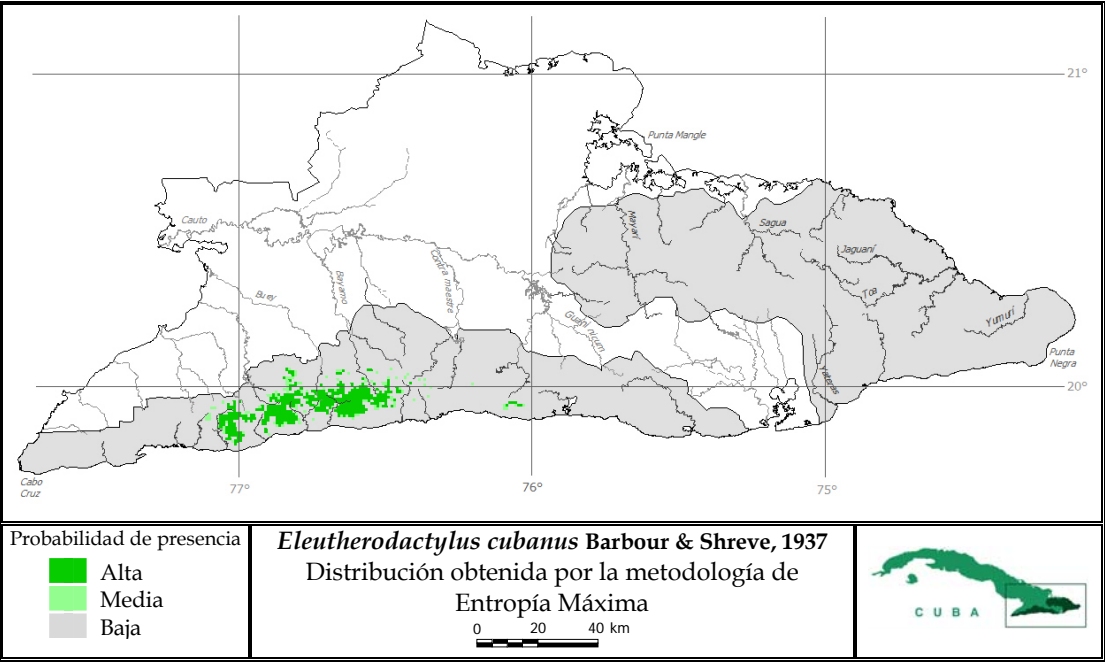 21°
Punta Mangle
Cauto
Mayarí
Sagua
Jaguaní
Contra maestre
Bayamo
Buey
Toa
Guant nicum
Yumurí
Punta
Negra
20°
Yateras
Cabo
Cruz
77°
76°
75°
Probabilidad de presencia
Alta
Media
Baja
Eleutherodactylus cubanus Barbour & Shreve, 1937
Distribución obtenida por la metodología de
Entropía Máxima
0 20 40 km
CUBA